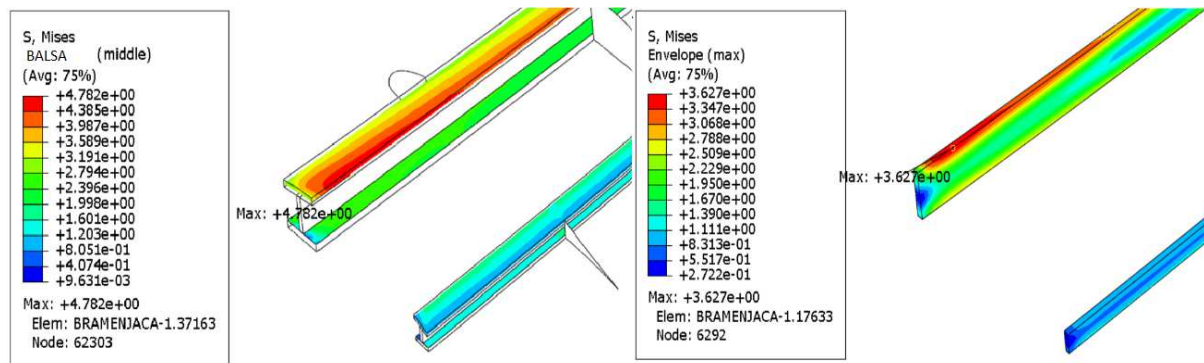 S, Mises
BALSA (middle)
(Avg: 75%)
+4.782e+00
+4.385e+00
+3.987e+00
+3.589e+00
+3.191e+00
+2.794e+00
+2.396e+00
+1.998e+00
+1.601e+00
+1.203e+00
+8.051e-01
+4.074e-01
+9.631e-03
Max: +4.782e+00
Elem: BRAMENJACA-1.37163
Node: 62303
Max: +4.782e+00
S, Mises
Envelope (max)
(Avg: 75%)
+3.627e+00
+3.347e+00
+3.068e+00
+2.788e+00
+2.509e+00
+2.229e+00
+1.950e+00
+1.670e+00
+1.390e+00
+1.111e+00
+8.313e-01
+5.517e-01
+2.722e-01
Max: +3.627e+00
Elem: BRAMENJACA-1.17633
Node: 6292
Max: +3.627e+00